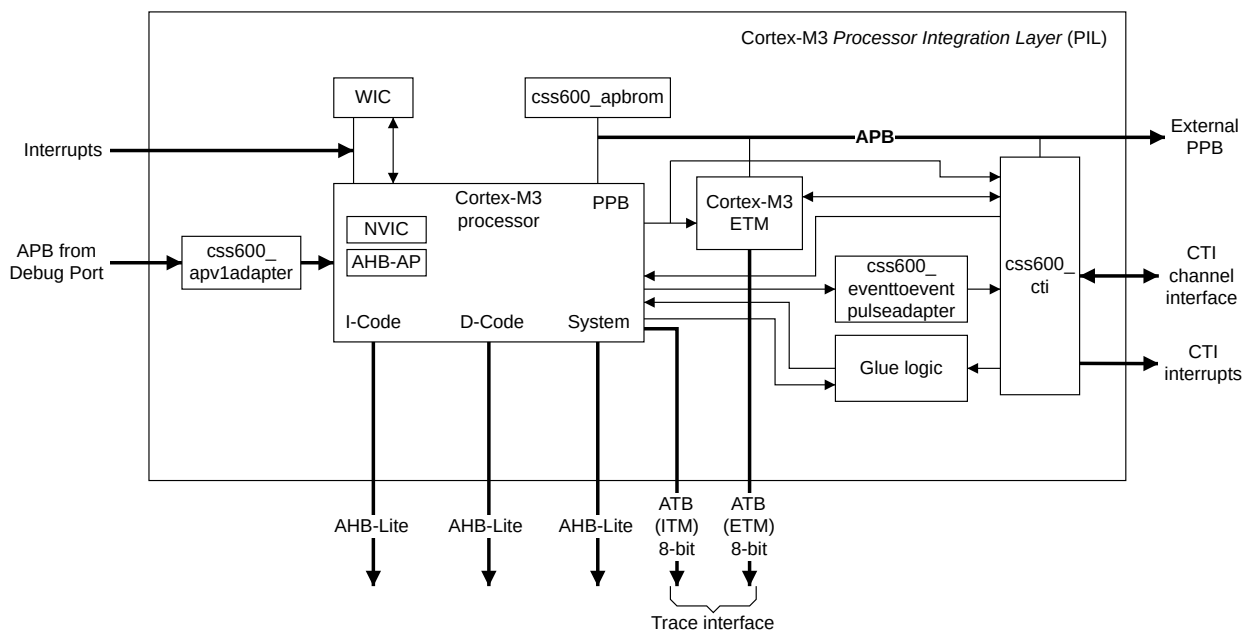 Cortex-M3 Processor Integration Layer (PIL)
WIC
css600_apbrom
Interrupts
APB
External
PPB
Cortex-M3
processor
PPB
NVIC
AHB-AP
I-Code
D-Code
System
Cortex-M3
ETM
APB from
Debug Port
css600_
apv1adapter
css600_
eventtoevent
pulseadapter
Glue logic
css600_
cti
CTI
channel
interface
CTI
interrupts
AHB-Lite
AHB-Lite
AHB-Lite
ATB
(ITM)
8-bit
ATB
(ETM)
8-bit
Trace interface